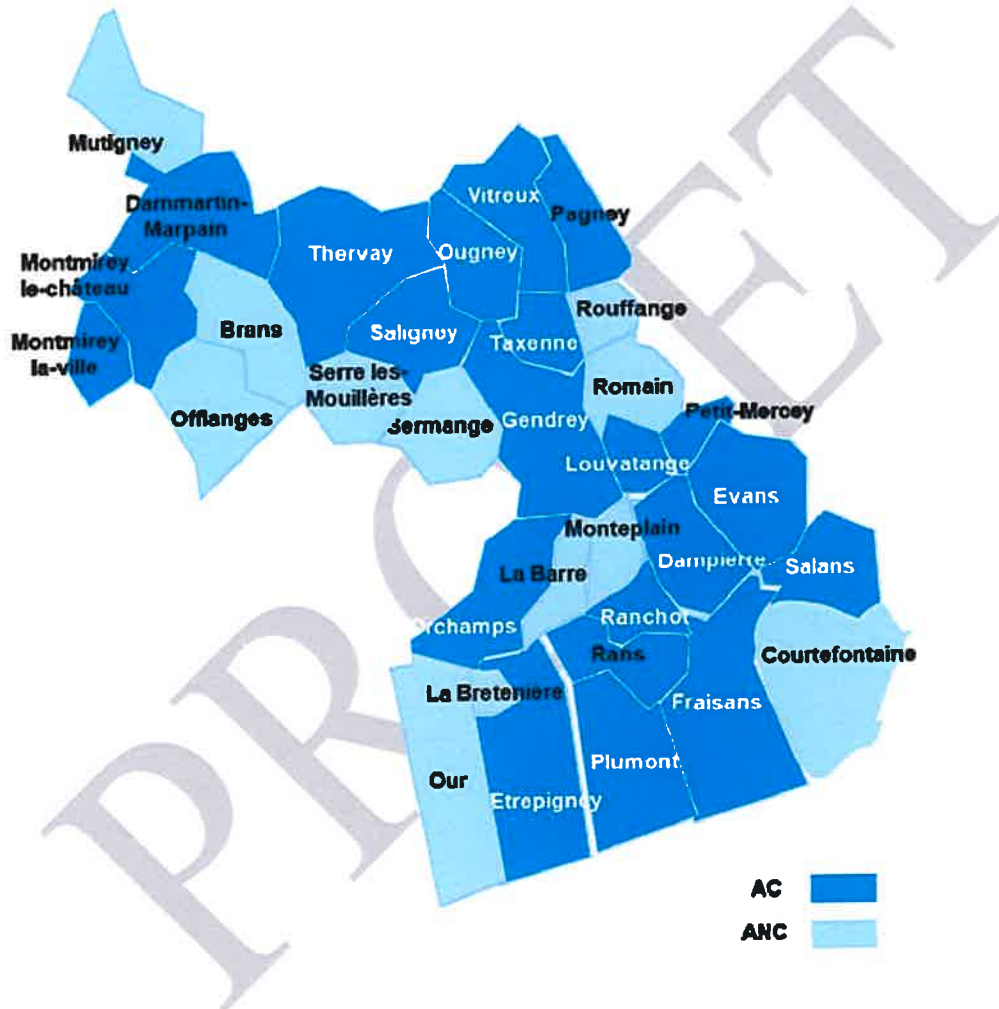 PROJET
Mutigney
Dammartin-
Marpain
Vitreux
Pagney
Thervay
Ougney
Montmirey
le-château
Rouffange
Brans
Saligney
Taxenne
Montmirey
la-ville
Serre les-
Mouillères
Romain
Offlanges
Sermange
Gendrey
Petit-Mercey
Louvatange
Evans
Monteplain
La Barre
Dampierre
Salans
Orchamps
Ranchot
Rans
Courtefontaine
La Bretenière
Fraisans
Our
Plumont
Etrepigney
AC
ANC